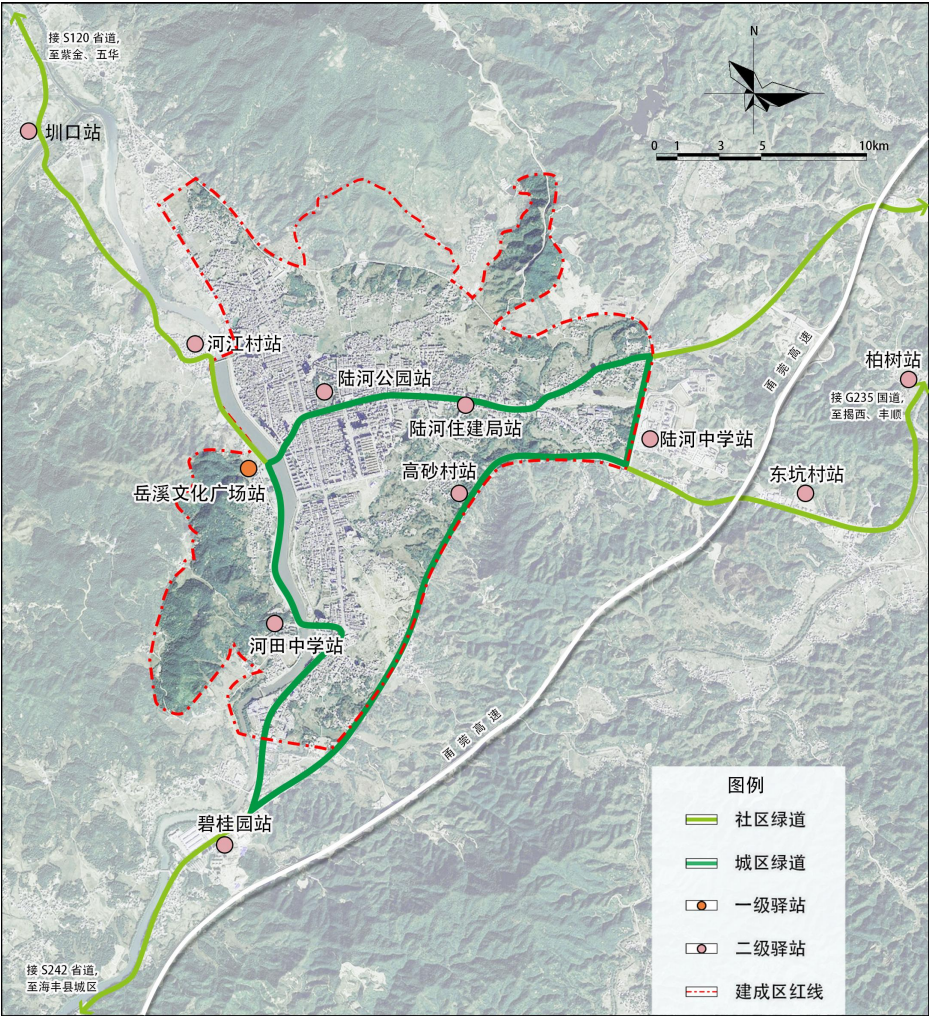 接 S120 省道,
至紫金、五华
N
圳口站
0 1 3 5 10km
河江村站
甬莞高速
柏树站
陆河公园站
接 G235 国道,
至揭西、丰顺
陆河住建局站
陆河中学站
高砂村站
东坑村站
岳溪文化广场站
河田中学站
甬莞高速
碧桂园站
图例
社区绿道
城区绿道
一级驿站
二级驿站
建成区红线
接 S242 省道,
至海丰县城区